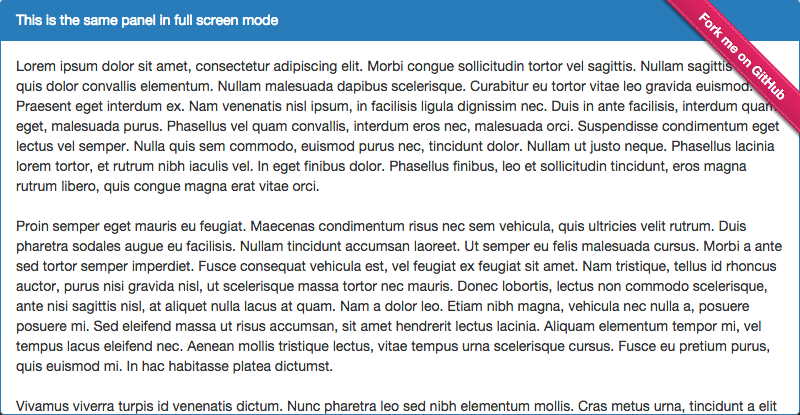 This is the same panel in full screen mode
Fork me on GitHub
Lorem ipsum dolor sit amet, consectetur adipiscing elit. Morbi congue sollicitudin tortor vel sagittis. Nullam sagittis
quis dolor convallis elementum. Nullam malesuada dapibus scelerisque. Curabitur eu tortor vitae leo gravida euismod.
Praesent eget interdum ex. Nam venenatis nisl ipsum, in facilisis ligula dignissim nec. Duis in ante facilisis, interdum quam
eget, malesuada purus. Phasellus vel quam convallis, interdum eros nec, malesuada orci. Suspendisse condimentum eget
lectus vel semper. Nulla quis sem commodo, euismod purus nec, tincidunt dolor. Nullam ut justo neque. Phasellus lacinia
lorem tortor, et rutrum nibh iaculis vel. In eget finibus dolor. Phasellus finibus, leo et sollicitudin tincidunt, eros magna
rutrum libero, quis congue magna erat vitae orci.
Proin semper eget mauris eu feugiat. Maecenas condimentum risus nec sem vehicula, quis ultricies velit rutrum. Duis
pharetra sodales augue eu facilisis. Nullam tincidunt accumsan laoreet. Ut semper eu felis malesuada cursus. Morbi a ante
sed tortor semper imperdiet. Fusce consequat vehicula est, vel feugiat ex feugiat sit amet. Nam tristique, tellus id rhoncus
auctor, purus nisi gravida nisl, ut scelerisque massa tortor nec mauris. Donec lobortis, lectus non commodo scelerisque,
ante nisi sagittis nisl, at aliquet nulla lacus at quam. Nam a dolor leo. Etiam nibh magna, vehicula nec nulla a, posuere
posuere mi. Sed eleifend massa ut risus accumsan, sit amet hendrerit lectus lacinia. Aliquam elementum tempor mi, vel
tempus lacus eleifend nec. Aenean mollis tristique lectus, vitae tempus urna scelerisque cursus. Fusce eu pretium purus,
quis euismod mi. In hac habitasse platea dictumst.
Vivamus viverra turpis id venenatis dictum. Nunc pharetra leo sed nibh elementum mollis. Cras metus urna, tincidunt a elit